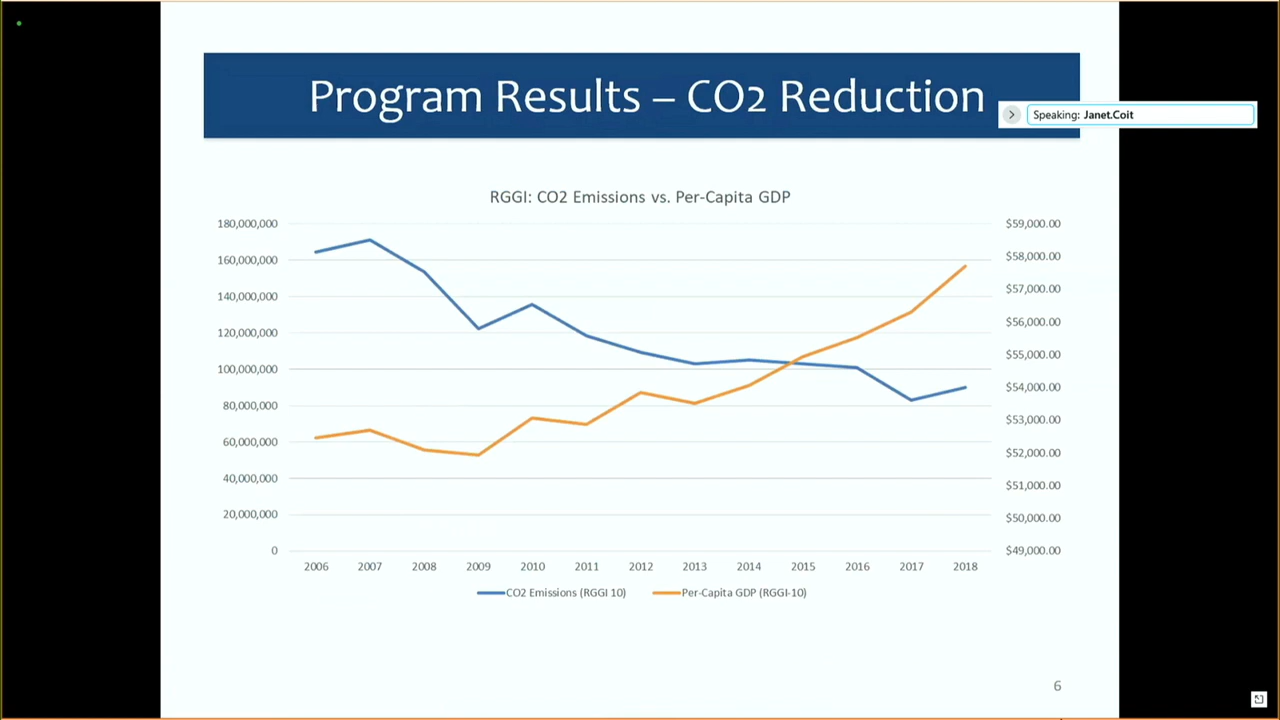 Program Results – CO2 Reduction
Speaking: Janet.Coit
RGGI: CO2 Emissions vs. Per-Capita GDP
180,000,000 $59,000.00
160,000,000 $58,000.00
140,000,000 $57,000.00
120,000,000 $56,000.00
100,000,000 $55,000.00
80,000,000 $54,000.00
60,000,000 $53,000.00
40,000,000 $52,000.00
20,000,000 $51,000.00
0 $50,000.00
$49,000.00
2006 2007 2008 2009 2010 2011 2012 2013 2014 2015 2016 2017 2018
CO2 Emissions (RGGI 10) Per-Capita GDP (RGGI-10)
6